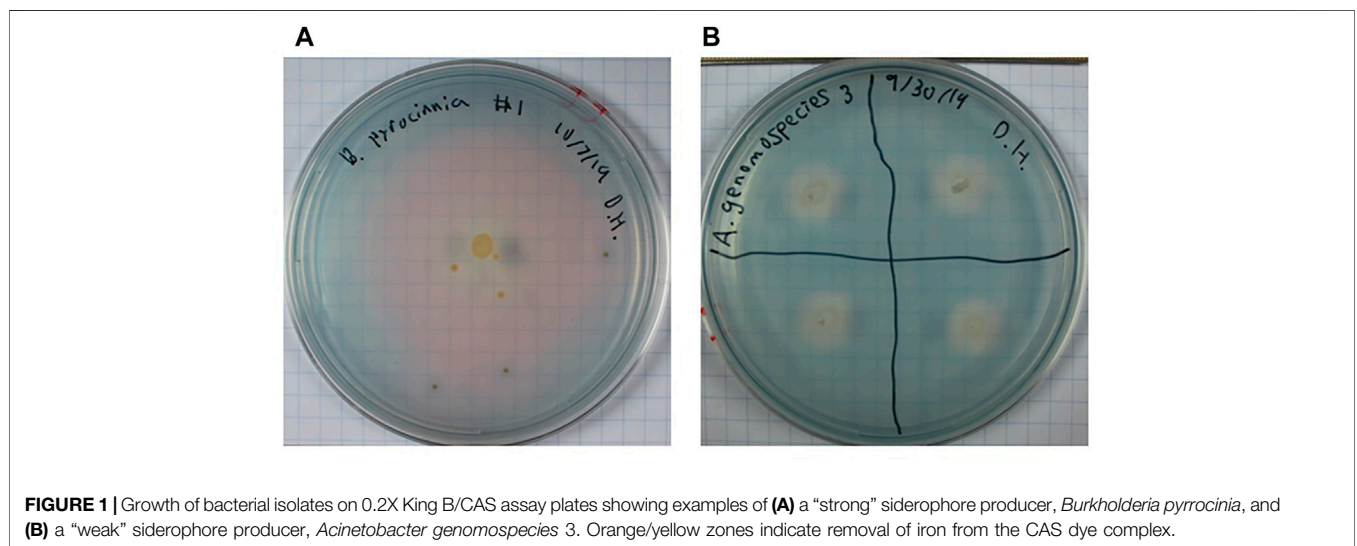 A
B
B. pyrocinnia #1 10/7/19 D.H.
A. genomospecies 3 9/30/19 D.H.
FIGURE 1 | Growth of bacterial isolates on 0.2X King B/CAS assay plates showing examples of (A) a “strong” siderophore producer, Burkholderia pyrrocinia, and
(B) a “weak” siderophore producer, Acinetobacter genomospecies 3. Orange/yellow zones indicate removal of iron from the CAS dye complex.